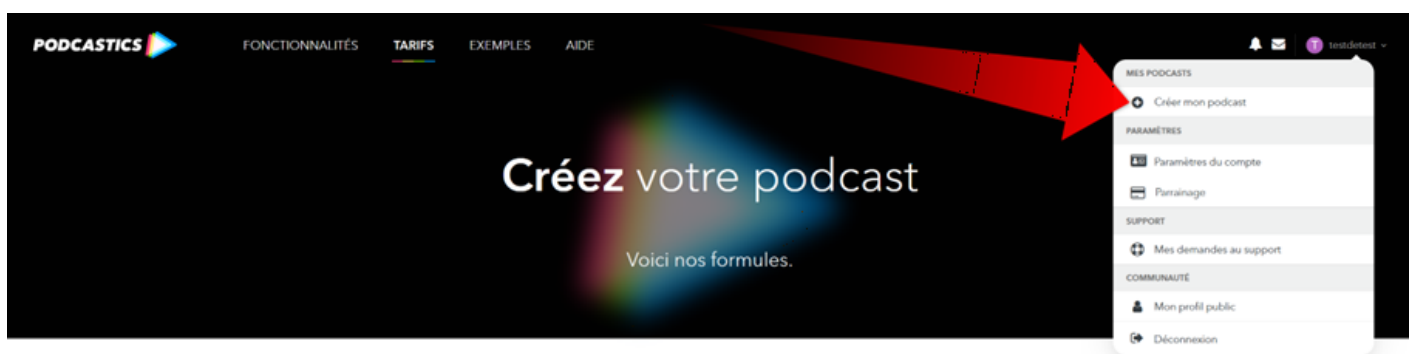 PODCASTICS
FONCTIONNALITÉS TARIFS EXEMPLES AIDE
T testdetest
MES PODCASTS
Créer mon podcast
PARAMÈTRES
Paramètres du compte
Parrainage
SUPPORT
Mes demandes au support
COMMUNAUTÉ
Mon profil public
Déconnexion
Créez votre podcast
Voici nos formules.